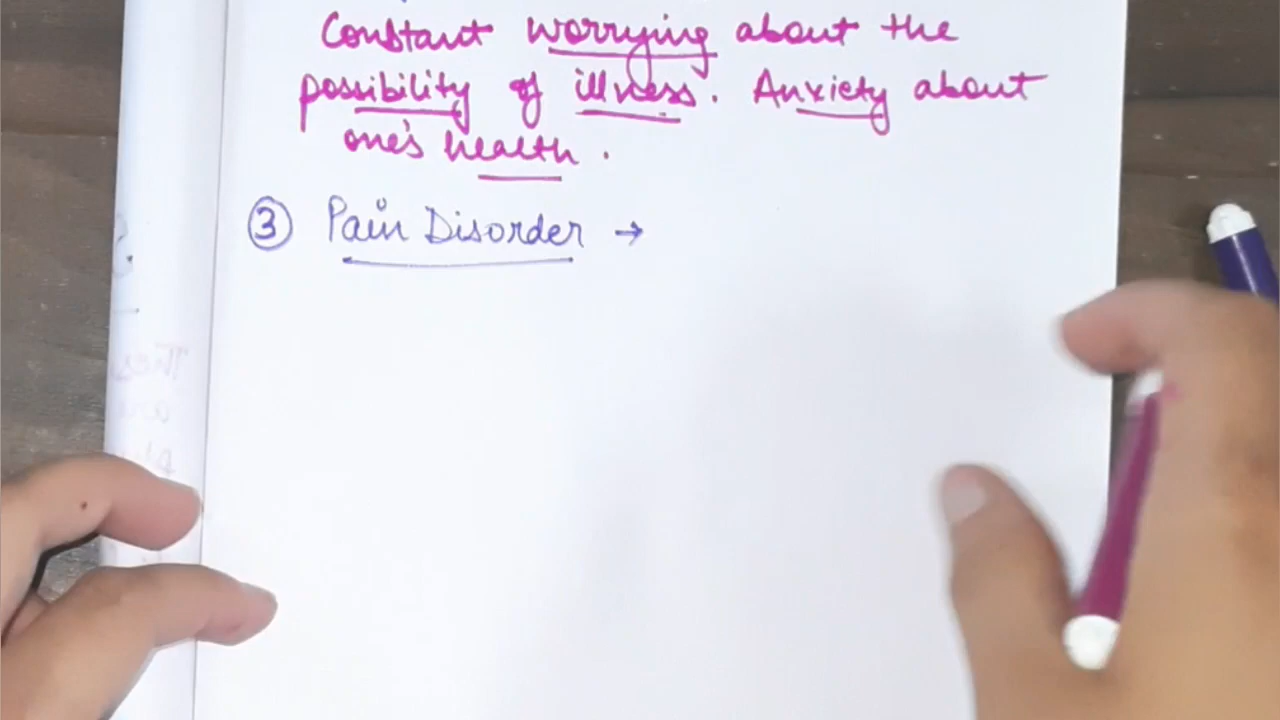 Constant worrying about the
possibility of illness. Anxiety about
one's health.
③ Pain Disorder →